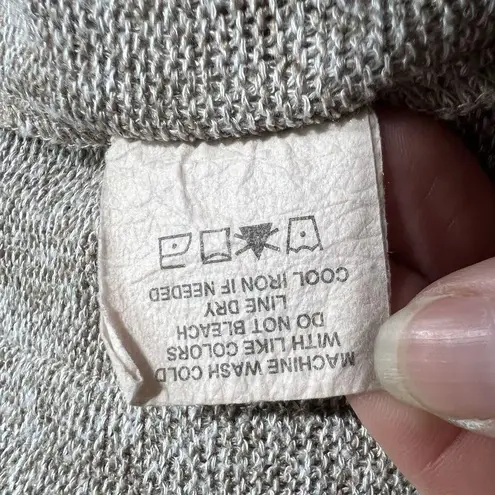 MACHINE WASH COLD
WITH LIKE COLORS
DO NOT BLEACH
LINE DRY
COOL IRON IF NEEDED